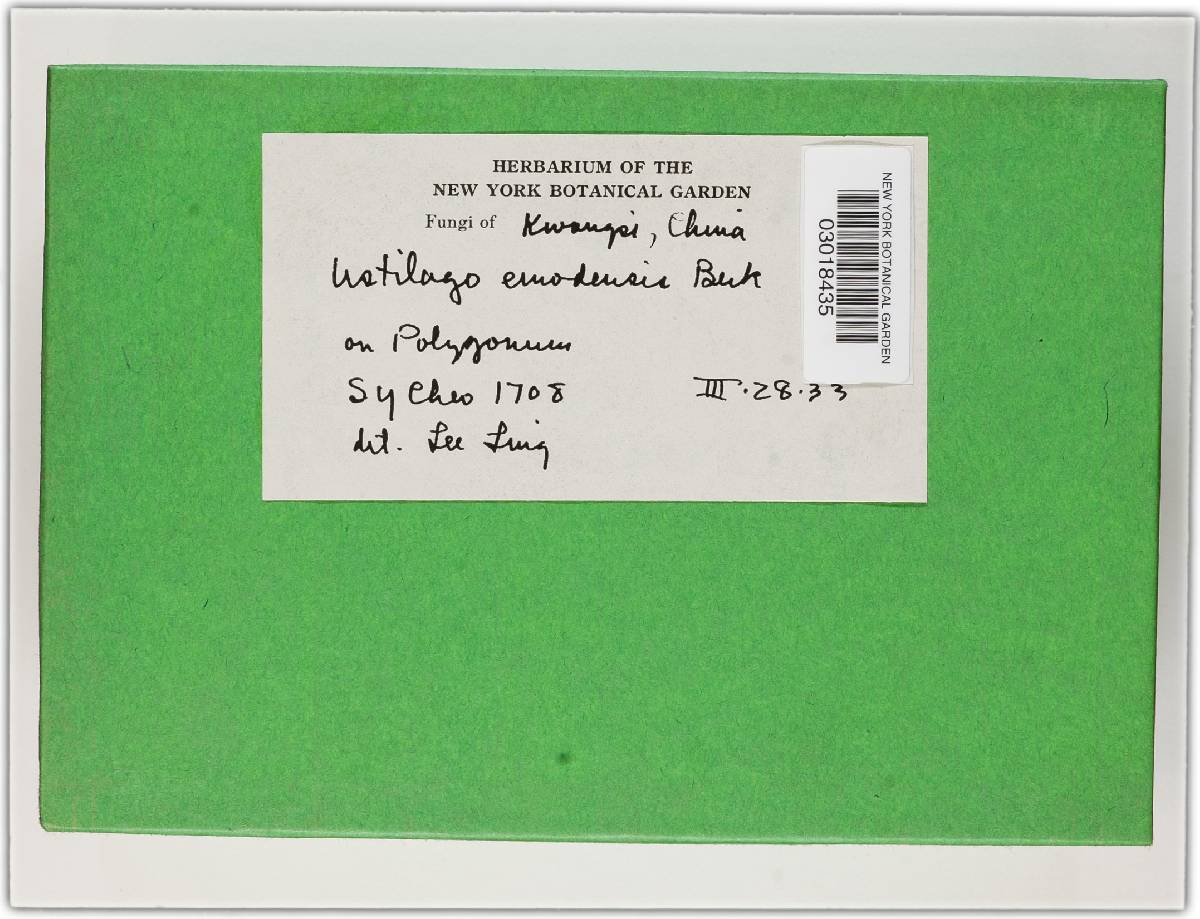 HERBARIUM OF THE
NEW YORK BOTANICAL GARDEN
Fungi of Kwangsi, China
Ustilago emodensis Berk
on Polygonum
Sy Cheo 1708 III.28.33
det. Lee Ling
NEW YORK BOTANICAL GARDEN
03018435